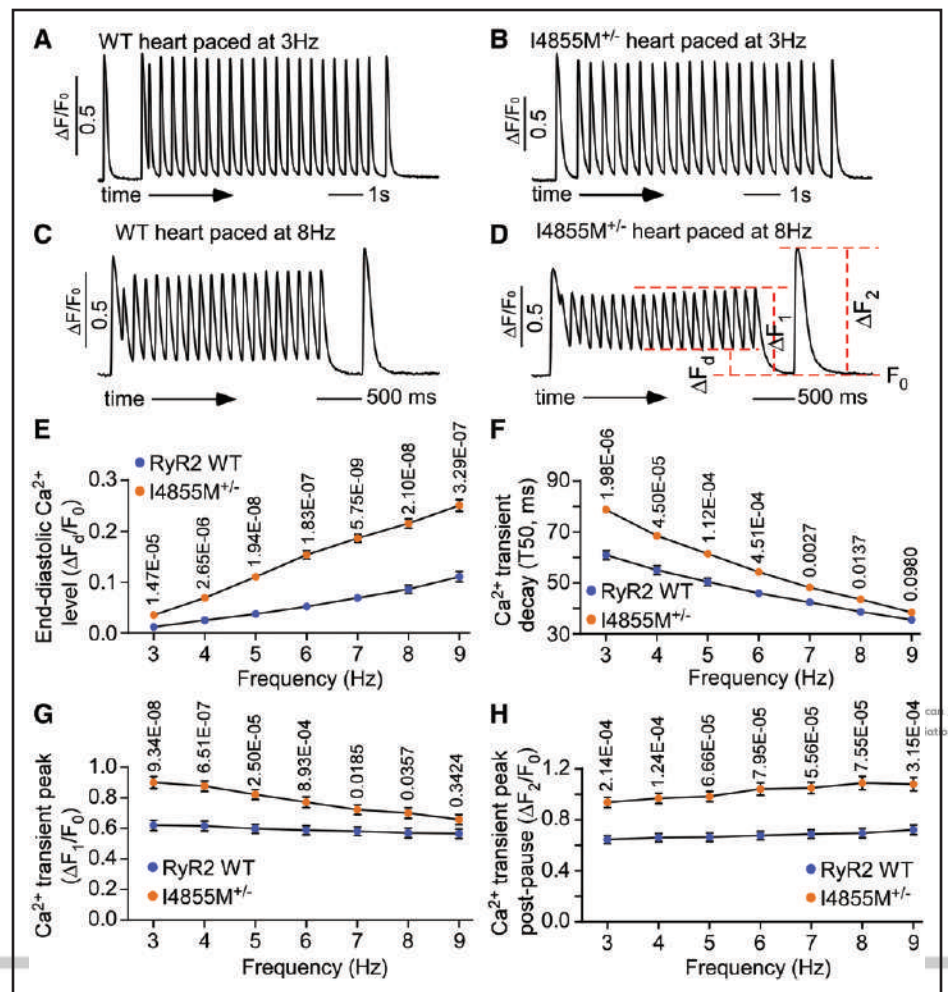 A WT heart paced at 3Hz
ΔF/F₀
0.5
time
1s
B I4855M+/- heart paced at 3Hz
ΔF/F₀
0.5
time
1s
C WT heart paced at 8Hz
ΔF/F₀
0.5
time
500 ms
D I4855M+/- heart paced at 8Hz
ΔF/F₀
0.5
ΔFd
ΔF1
ΔF2
F₀
time
500 ms
E
RyR2 WT
I4855M+/-
End-diastolic Ca2+
level (ΔFd/F₀)
0.3
0.2
0.1
0.0
1.47E-05
2.65E-06
1.94E-08
1.83E-07
5.75E-09
2.10E-08
3.29E-07
3 4 5 6 7 8 9
Frequency (Hz)
F
Ca2+ transient
decay (T50, ms)
90
70
50
30
1.98E-06
4.50E-05
1.12E-04
4.51E-04
0.0027
0.0137
0.0980
RyR2 WT
I4855M+/-
3 4 5 6 7 8 9
Frequency (Hz)
G
Ca2+ transient peak
(ΔF1/F₀)
1.0
0.8
0.6
0.4
0.2
0.0
9.34E-08
6.51E-07
2.50E-05
8.93E-04
0.0185
0.0357
0.3424
RyR2 WT
I4855M+/-
3 4 5 6 7 8 9
Frequency (Hz)
H
Ca2+ transient peak
post-pause (ΔF2/F₀)
1.2
0.9
0.6
0.3
0.0
2.14E-04
1.24E-04
6.66E-05
7.95E-05
5.56E-05
7.55E-05
3.15E-04
RyR2 WT
I4855M+/-
3 4 5 6 7 8 9
Frequency (Hz)